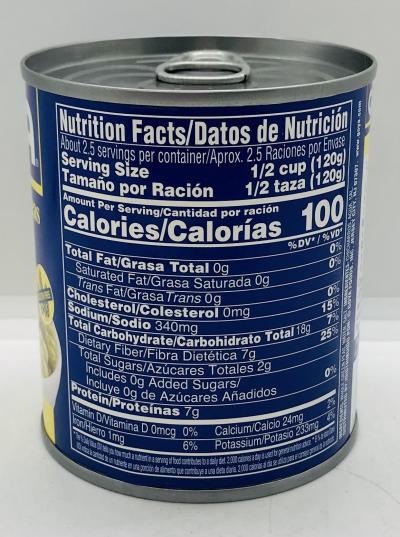 Nutrition Facts/Datos de Nutrición
About 2.5 servings per container/Aprox. 2.5 Raciones por Envase
Serving Size 1/2 cup (120g)
Tamaño por Ración 1/2 taza (120g)
Amount Per Serving/Cantidad por ración
Calories/Calorías 100
%DV* / %VD*
Total Fat/Grasa Total 0g 0%
Saturated Fat/Grasa Saturada 0g 0%
Trans Fat/Grasa Trans 0g
Cholesterol/Colesterol 0mg 0%
Sodium/Sodio 340mg 15%
Total Carbohydrate/Carbohidrato Total 18g 7%
Dietary Fiber/Fibra Dietética 7g 25%
Total Sugars/Azúcares Totales 2g
Includes 0g Added Sugars/
Incluye 0g de Azúcares Añadidos 0%
Protein/Proteínas 7g
Vitamin D/Vitamina D 0mcg 0% Calcium/Calcio 24mg 2%
Iron/Hierro 1mg 6% Potassium/Potasio 233mg 4%
www.goya.com